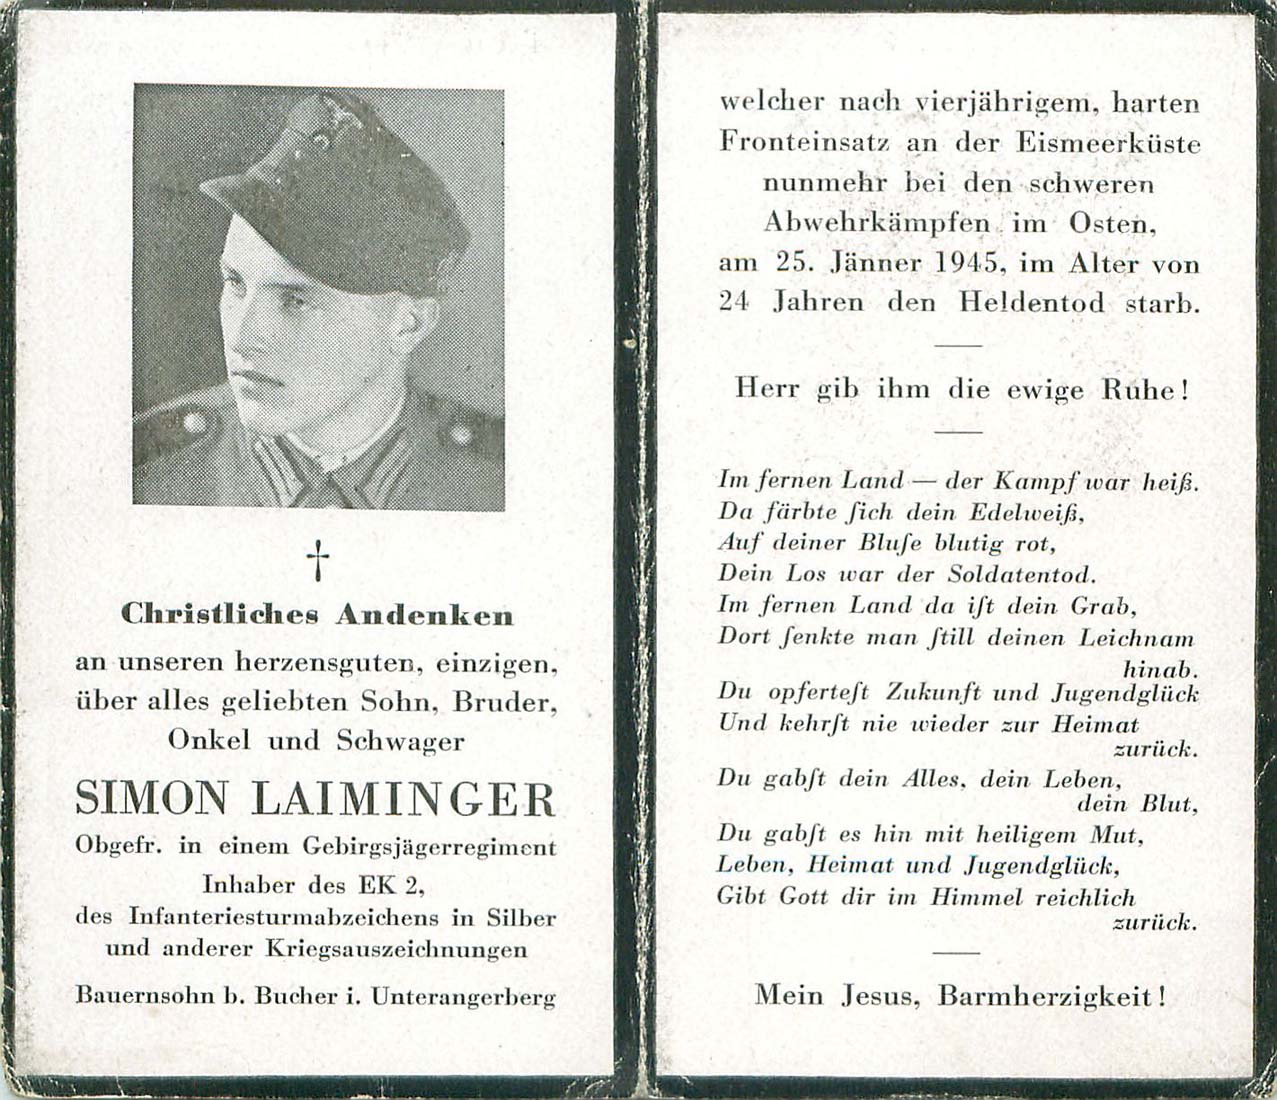 †
Christliches Andenken
an unseren herzensguten, einzigen,
über alles geliebten Sohn, Bruder,
Onkel und Schwager
SIMON LAIMINGER
Obgefr. in einem Gebirgsjägerregiment
Inhaber des EK 2,
des Infanteriesturmabzeichens in Silber
und anderer Kriegsauszeichnungen
Bauernsohn b. Bucher i. Unterangerberg
welcher nach vierjährigem, harten
Fronteinsatz an der Eismeerküste
nunmehr bei den schweren
Abwehrkämpfen im Osten,
am 25. Jänner 1945, im Alter von
24 Jahren den Heldentod starb.
Herr gib ihm die ewige Ruhe!
Im fernen Land — der Kampf war heiß.
Da färbte ſich dein Edelweiß,
Auf deiner Bluſe blutig rot,
Dein Los war der Soldatentod.
Im fernen Land da iſt dein Grab,
Dort ſenkte man ſtill deinen Leichnam
hinab.
Du opferteſt Zukunft und Jugendglück
Und kehrſt nie wieder zur Heimat
zurück.
Du gabſt dein Alles, dein Leben,
dein Blut,
Du gabſt es hin mit heiligem Mut,
Leben, Heimat und Jugendglück,
Gibt Gott dir im Himmel reichlich
zurück.
Mein Jesus, Barmherzigkeit!